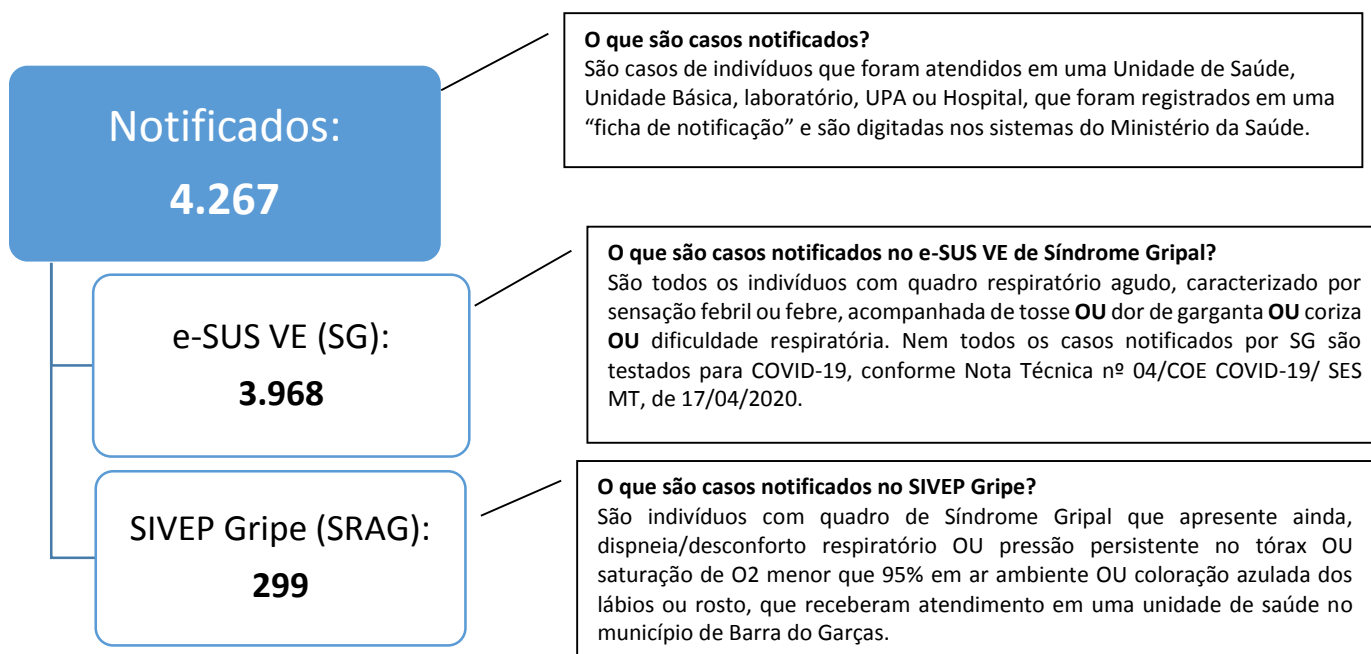 Notificados:
4.267
O que são casos notificados?
São casos de indivíduos que foram atendidos em uma Unidade de Saúde,
Unidade Básica, laboratório, UPA ou Hospital, que foram registrados em uma
“ficha de notificação” e são digitadas nos sistemas do Ministério da Saúde.
e-SUS VE (SG):
3.968
O que são casos notificados no e-SUS VE de Síndrome Gripal?
São todos os indivíduos com quadro respiratório agudo, caracterizado por
sensação febril ou febre, acompanhada de tosse OU dor de garganta OU coriza
OU dificuldade respiratória. Nem todos os casos notificados por SG são
testados para COVID-19, conforme Nota Técnica nº 04/COE COVID-19/ SES
MT, de 17/04/2020.
SIVEP Gripe (SRAG):
299
O que são casos notificados no SIVEP Gripe?
São indivíduos com quadro de Síndrome Gripal que apresente ainda,
dispneia/desconforto respiratório OU pressão persistente no tórax OU
saturação de O2 menor que 95% em ar ambiente OU coloração azulada dos
lábios ou rosto, que receberam atendimento em uma unidade de saúde no
município de Barra do Garças.